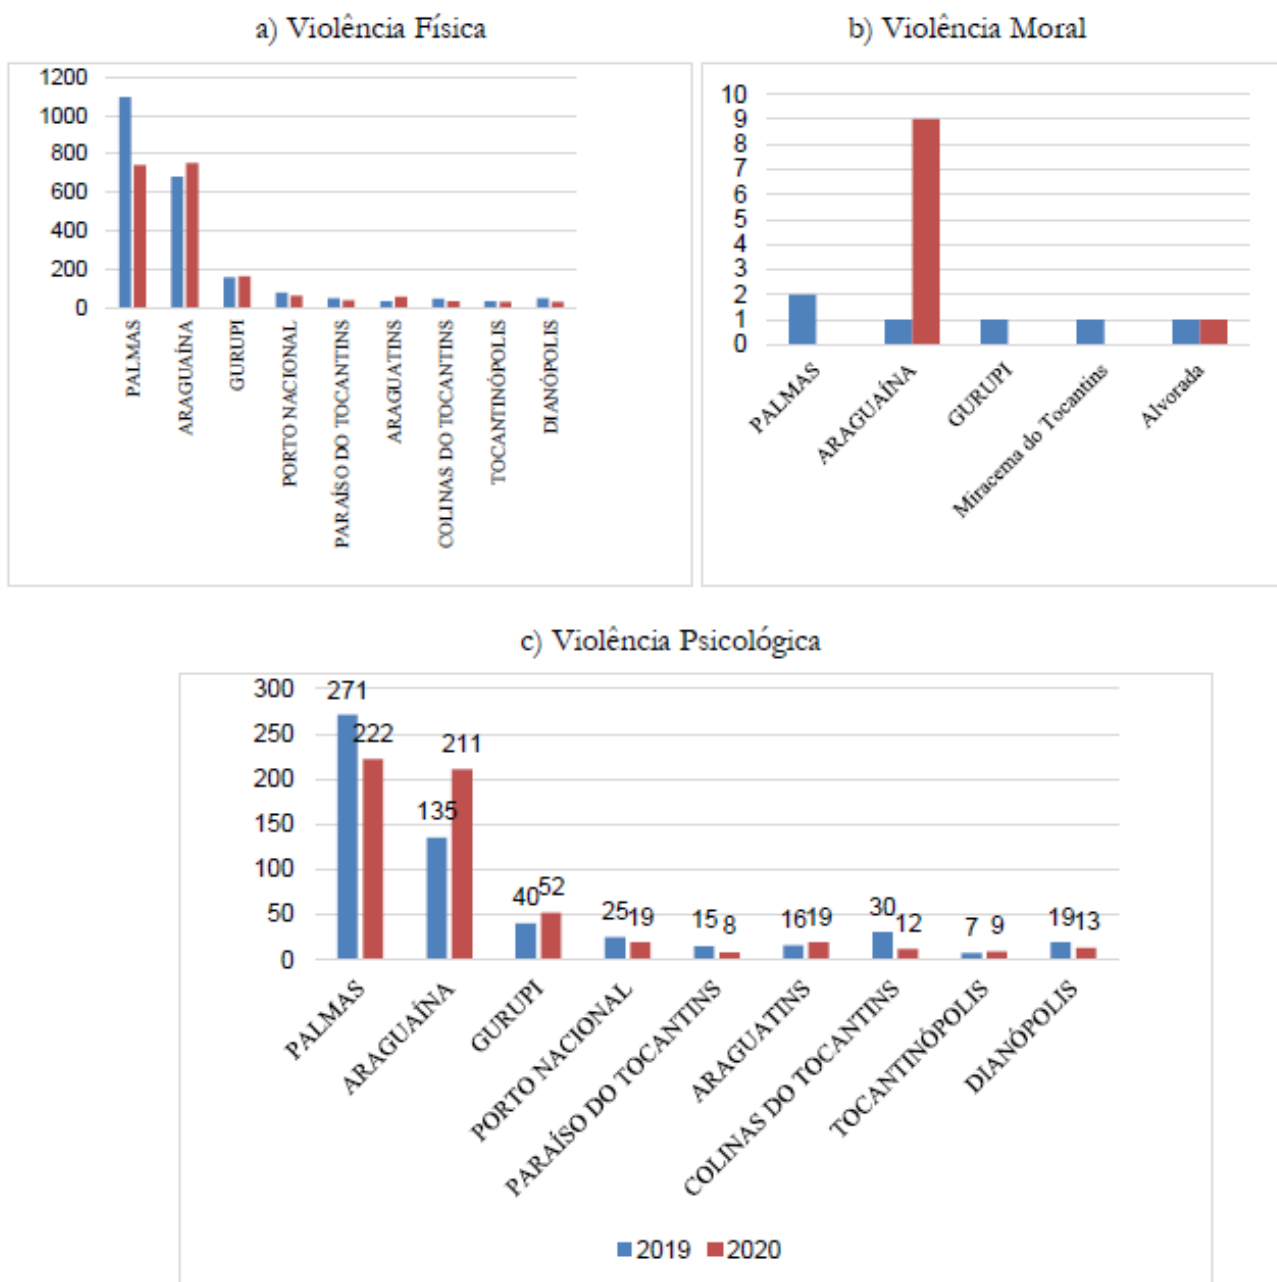 a) Violência Física
1200
1000
800
600
400
200
0
PALMAS
ARAGUAÍNA
GURUPI
PORTO NACIONAL
PARAÍSO DO TOCANTINS
ARAGUATINS
COLINAS DO TOCANTINS
TOCANTINÓPOLIS
DIANÓPOLIS
b) Violência Moral
10
9
8
7
6
5
4
3
2
1
0
PALMAS
ARAGUAÍNA
GURUPI
Miracema do Tocantins
Alvorada
c) Violência Psicológica
300
250
200
150
100
50
0
271
222
135
211
40
52
25
19
15
8
16
19
30
12
7
9
19
13
PALMAS
ARAGUAÍNA
GURUPI
PORTO NACIONAL
PARAÍSO DO TOCANTINS
ARAGUATINS
COLINAS DO TOCANTINS
TOCANTINÓPOLIS
DIANÓPOLIS
2019 2020